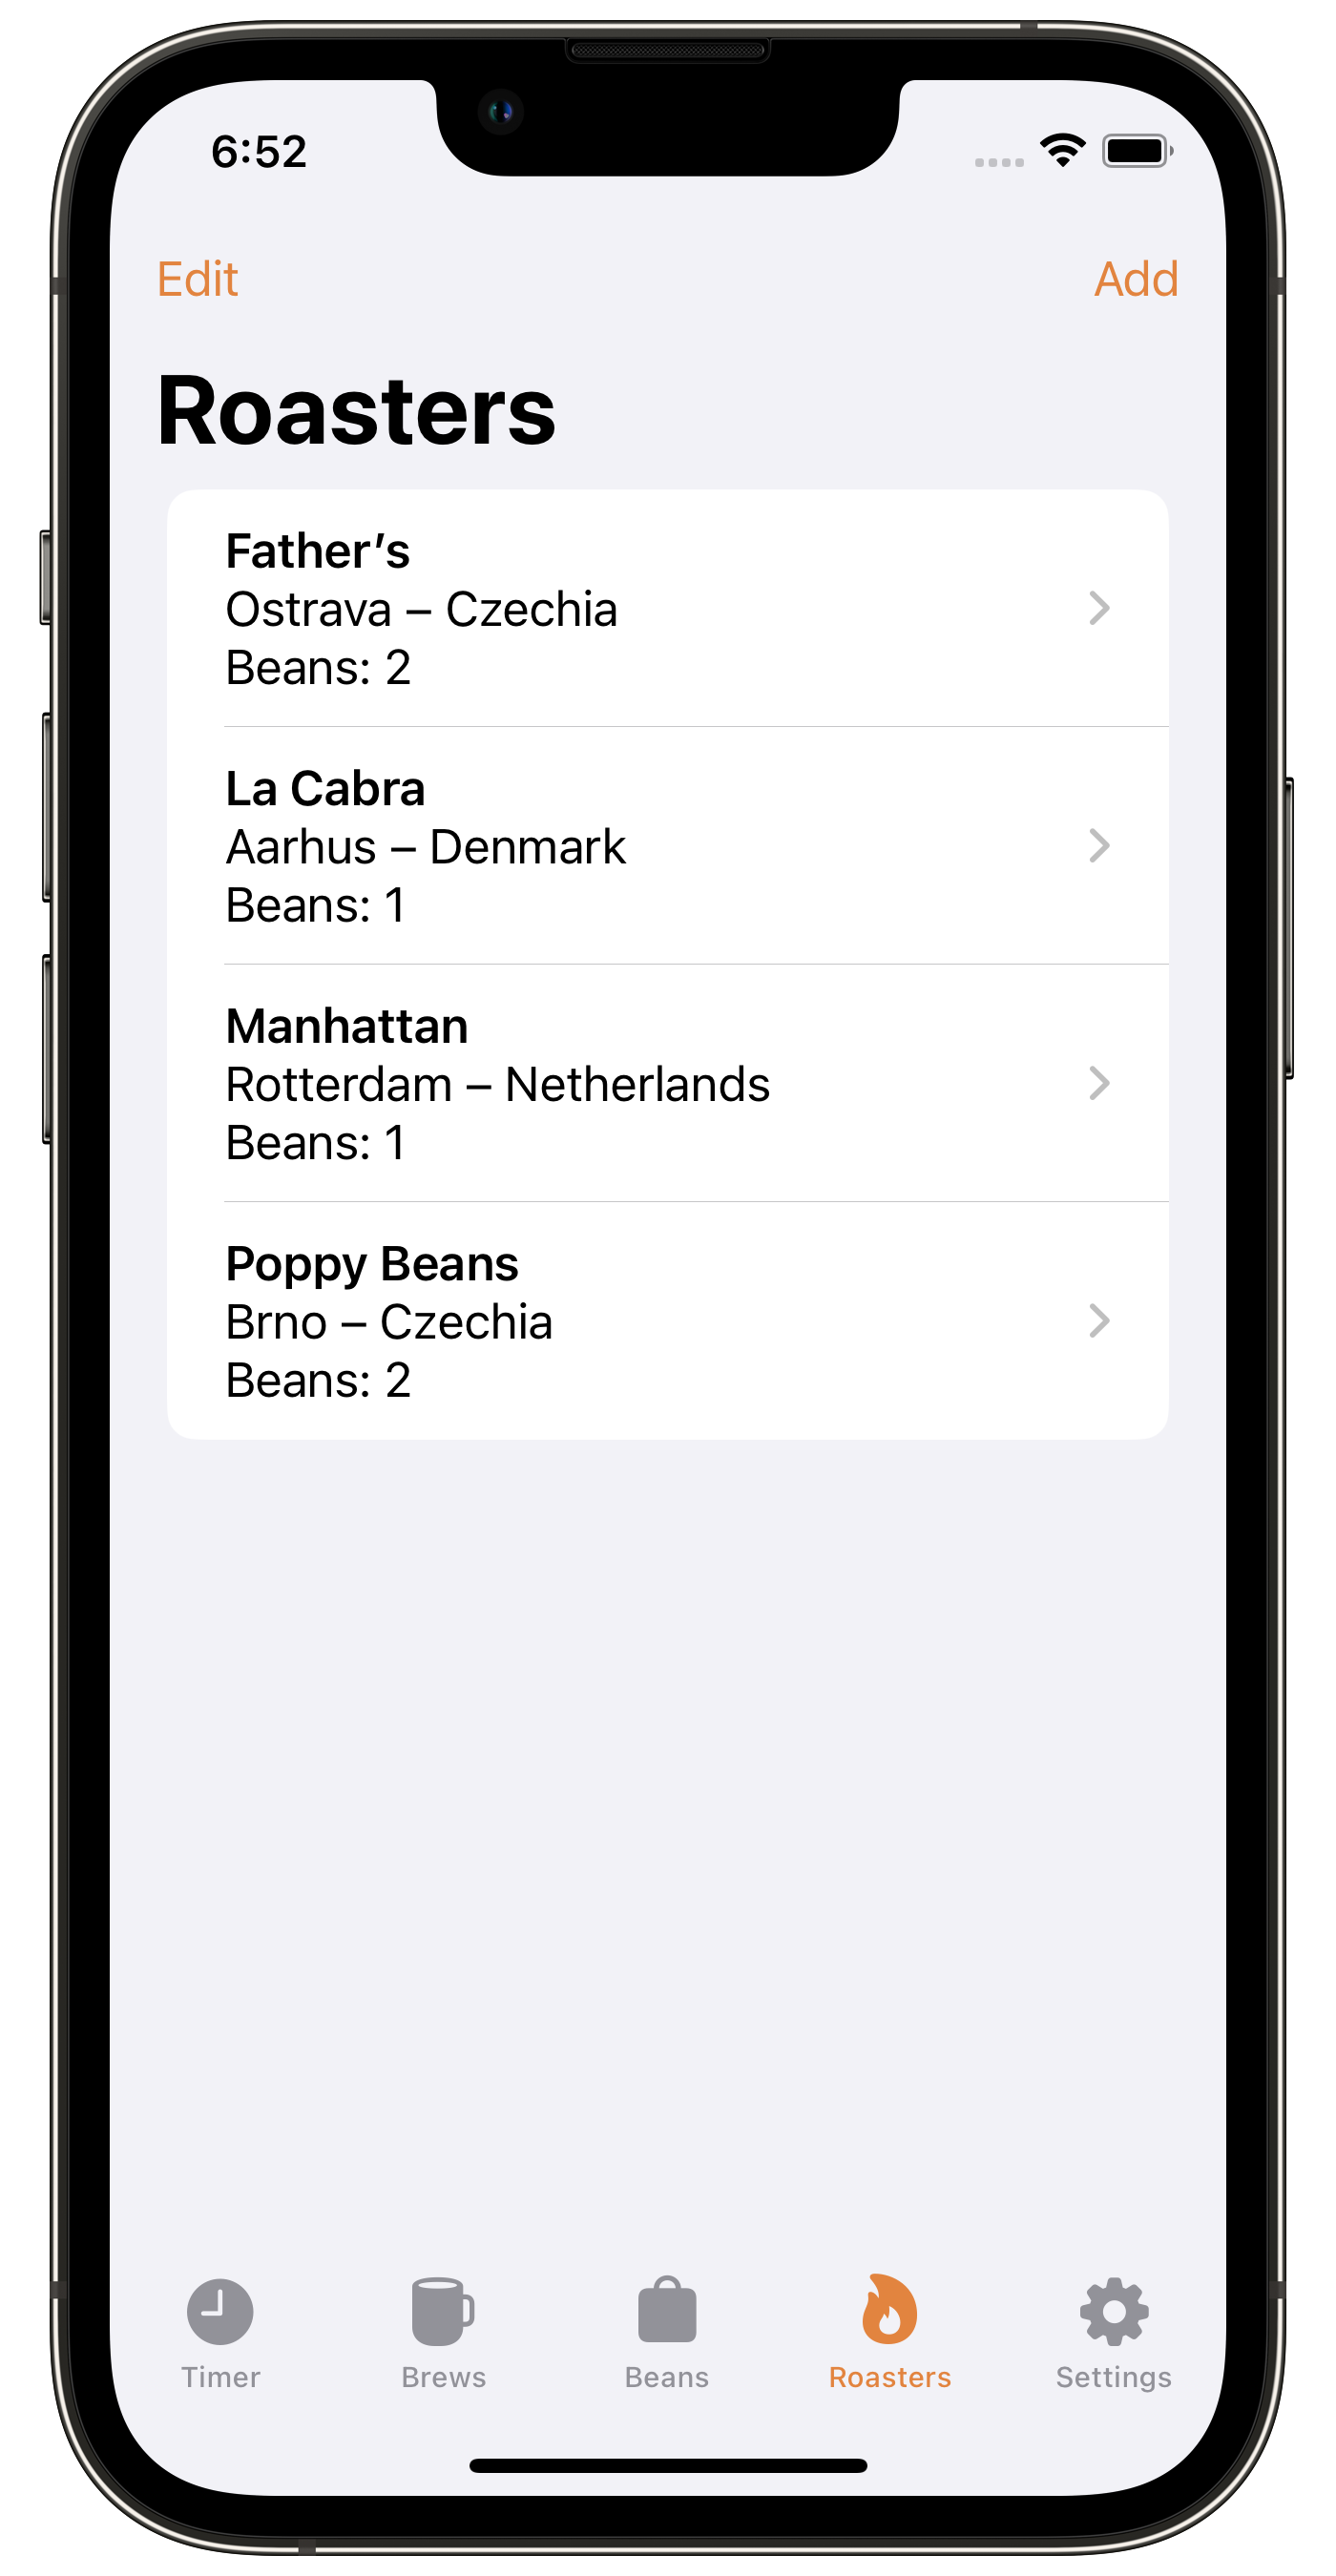 6:52
Edit
Add
Roasters
Father’s
Ostrava – Czechia
Beans: 2
La Cabra
Aarhus – Denmark
Beans: 1
Manhattan
Rotterdam – Netherlands
Beans: 1
Poppy Beans
Brno – Czechia
Beans: 2
Timer
Brews
Beans
Roasters
Settings